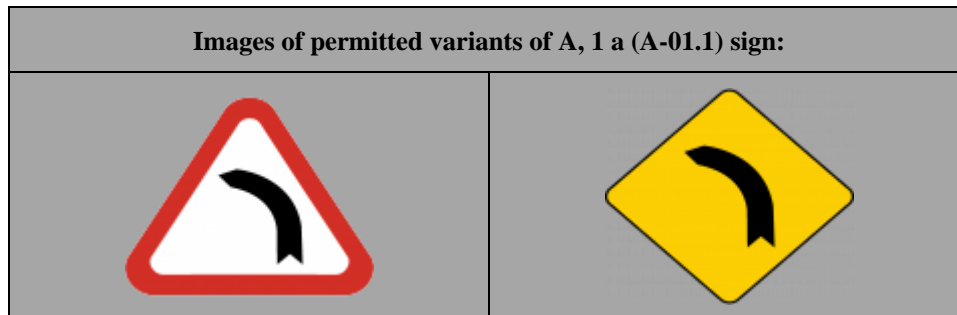 Images of permitted variants of A, 1 a (A-01.1) sign: